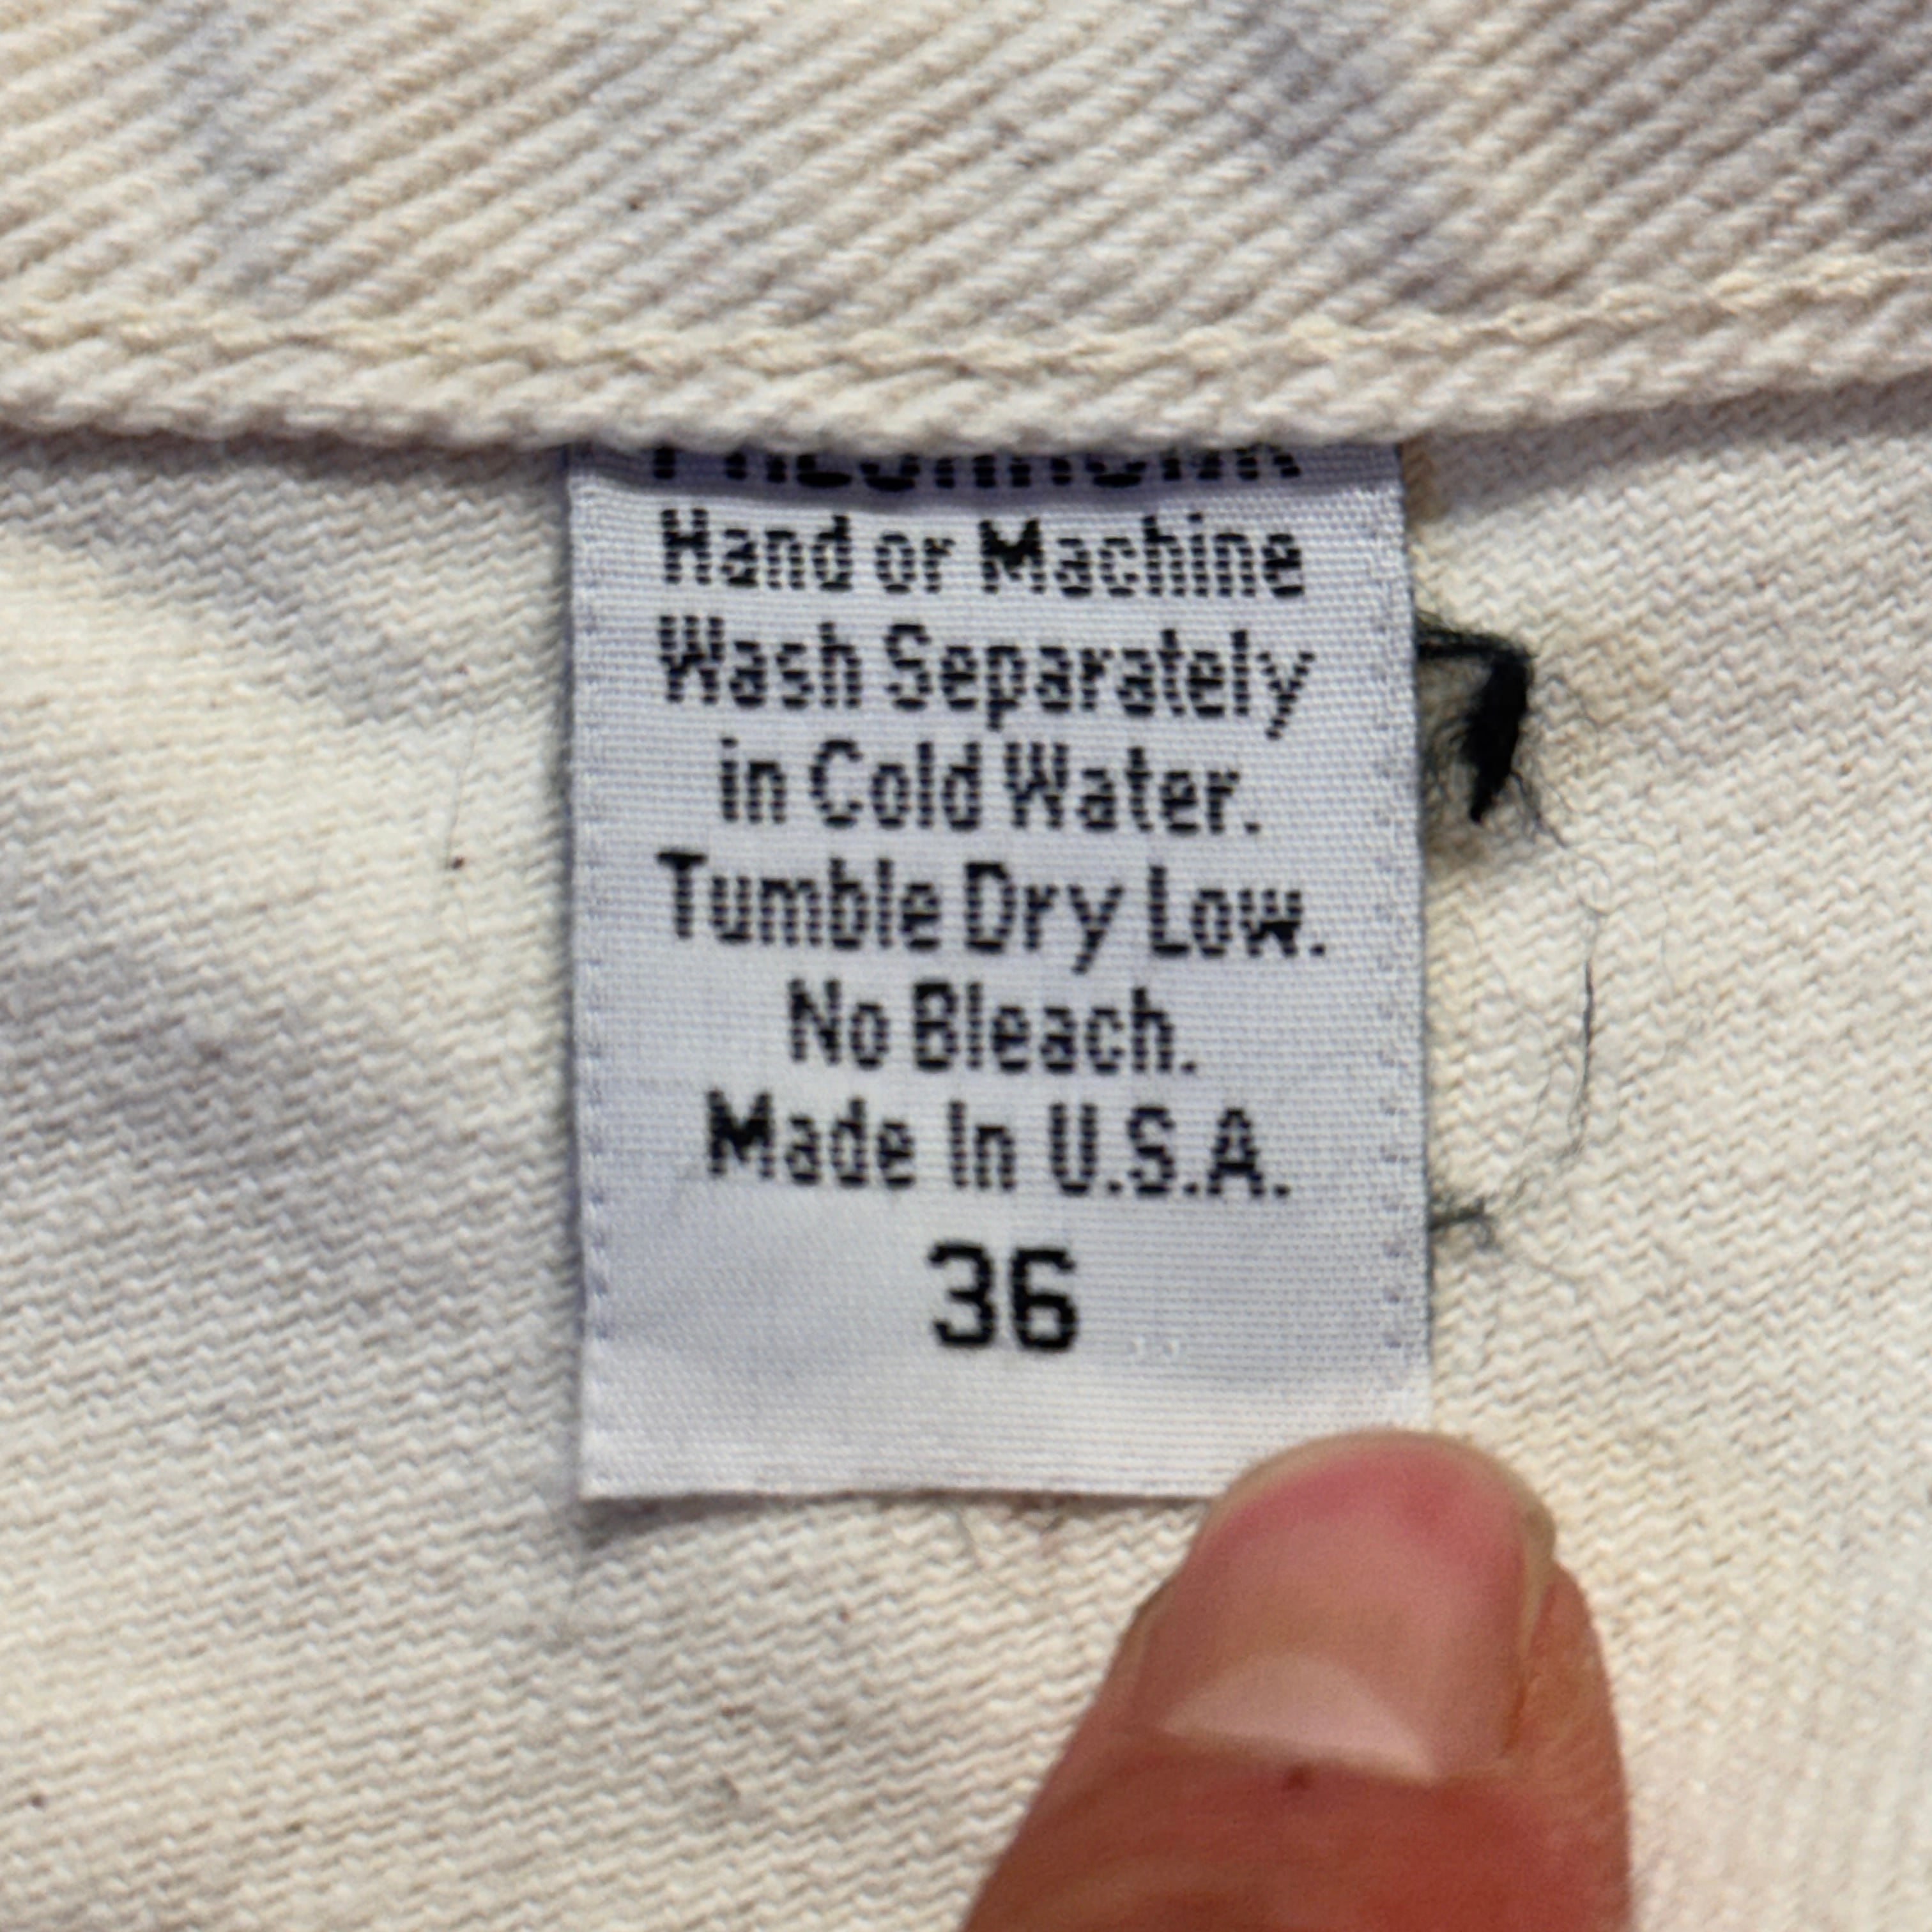 Hand or Machine
Wash Separately
in Cold Water.
Tumble Dry Low.
No Bleach.
Made In U.S.A.
36